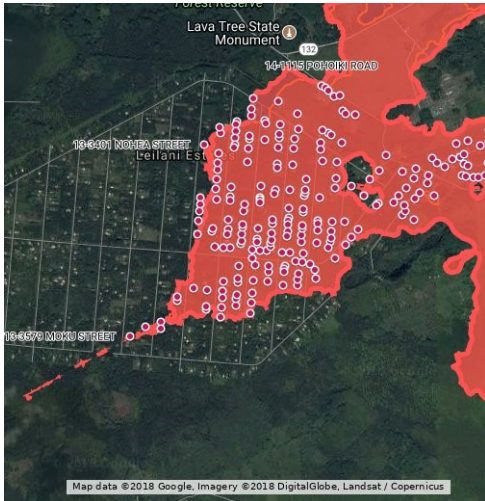 Forest Reserve
Lava Tree State
Monument
132
14-1115 POHOIKI ROAD
13-3401 NOHEA STREET
Leilani Estates
13-3579 MOKU STREET
Map data ©2018 Google, Imagery ©2018 DigitalGlobe, Landsat / Copernicus